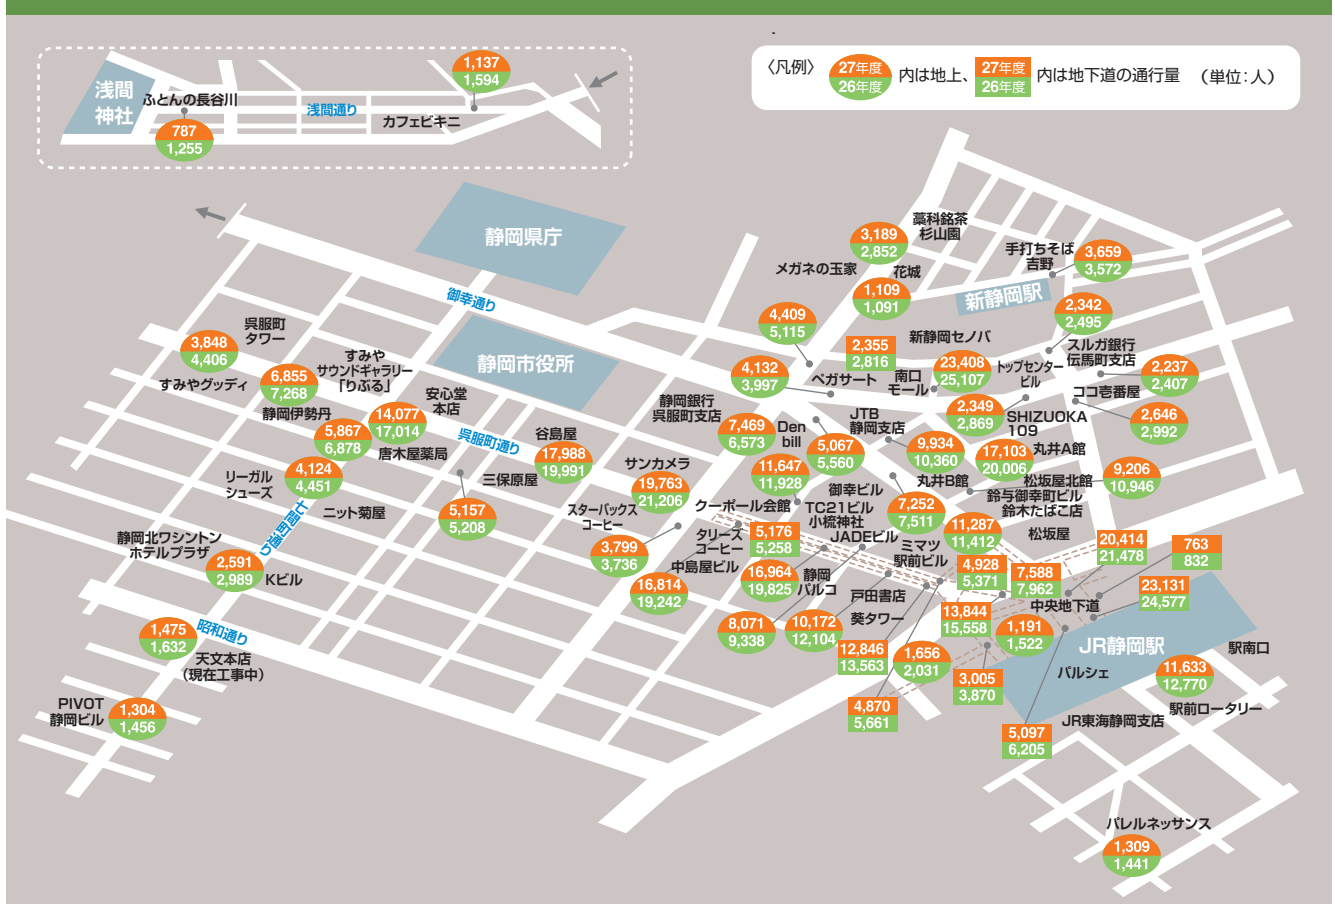 〈凡例〉
27年度
26年度
内は地上、
27年度
26年度
内は地下道の通行量
(単位:人)
浅間
神社
ふとんの長谷川
787
1,255
浅間通り
カフェビキニ
1,137
1,594
静岡県庁
御幸通り
静岡市役所
呉服町
タワー
3,848
4,406
すみやグッディ
6,855
7,268
静岡伊勢丹
すみや
サウンドギャラリー
「りぶる」
5,867
6,878
14,077
17,014
安心堂
本店
唐木屋薬局
呉服町通り
谷島屋
17,988
19,991
リーガル
シューズ
4,124
4,451
ニット菊屋
三保原屋
5,157
5,208
七間町通り
静岡北ワシントン
ホテルプラザ
2,591
2,989
Kビル
昭和通り
1,475
1,632
天文本店
(現在工事中)
PIVOT
静岡ビル
1,304
1,456
藁科銘茶
杉山園
3,189
2,852
メガネの玉家
花城
1,109
1,091
手打ちそば
吉野
3,659
3,572
新静岡駅
4,409
5,115
2,355
2,816
新静岡セノバ
2,342
2,495
スルガ銀行
伝馬町支店
4,132
3,997
ペガサート
南口
モール
23,408
25,107
トップセンター
ビル
2,237
2,407
ココ壱番屋
静岡銀行
呉服町支店
7,469
6,573
Den
bill
JTB
静岡支店
2,349
2,869
SHIZUOKA
109
2,646
2,992
5,067
5,560
9,934
10,360
17,103
20,006
丸井A館
サンカメラ
19,763
21,206
11,647
11,928
御幸ビル
丸井B館
松坂屋北館
9,206
10,946
鈴与御幸町ビル
鈴木たばこ店
スターバックス
コーヒー
クーポール会館
TC21ビル
小梳神社
7,252
7,511
3,799
3,736
タリーズ
コーヒー
5,176
5,258
JADEビル
ミマツ
駅前ビル
11,287
11,412
松坂屋
20,414
21,478
763
832
中島屋ビル
16,814
19,242
16,964
19,825
静岡
パルコ
4,928
5,371
7,588
7,962
23,131
24,577
戸田書店
葵タワー
中央地下道
13,844
15,558
8,071
9,338
10,172
12,104
1,191
1,522
12,846
13,563
1,656
2,031
JR静岡駅
駅南口
パルシェ
3,005
3,870
11,633
12,770
4,870
5,661
駅前ロータリー
JR東海静岡支店
5,097
6,205
パレルネッサンス
1,309
1,441